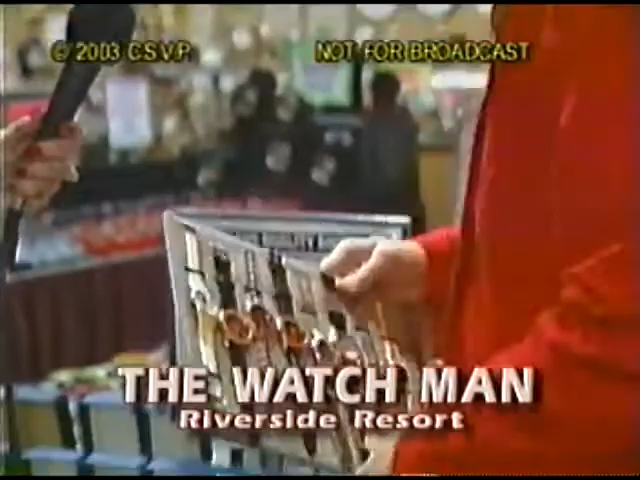 © 2003 C.S.V.P. NOT FOR BROADCAST
THE WATCH MAN
Riverside Resort